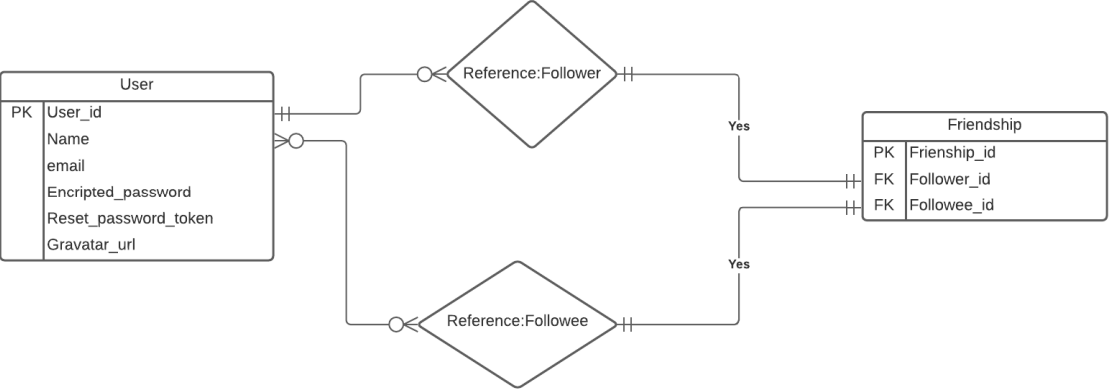 User
PK User_id
Name
email
Encripted_password
Reset_password_token
Gravatar_url
Reference:Follower
Reference:Followee
Yes
Yes
Friendship
PK Frienship_id
FK Follower_id
FK Followee_id